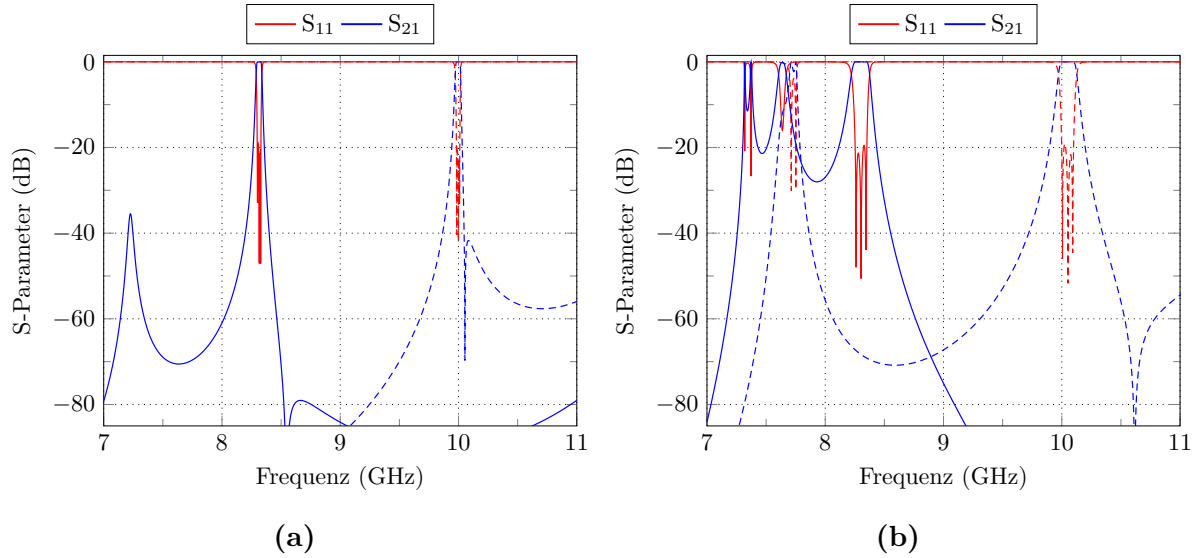 S11 S21
0
−20
−40
−60
−80
S-Parameter (dB)
7 8 9 10 11
Frequenz (GHz)
(a)
S11 S21
0
−20
−40
−60
−80
S-Parameter (dB)
7 8 9 10 11
Frequenz (GHz)
(b)